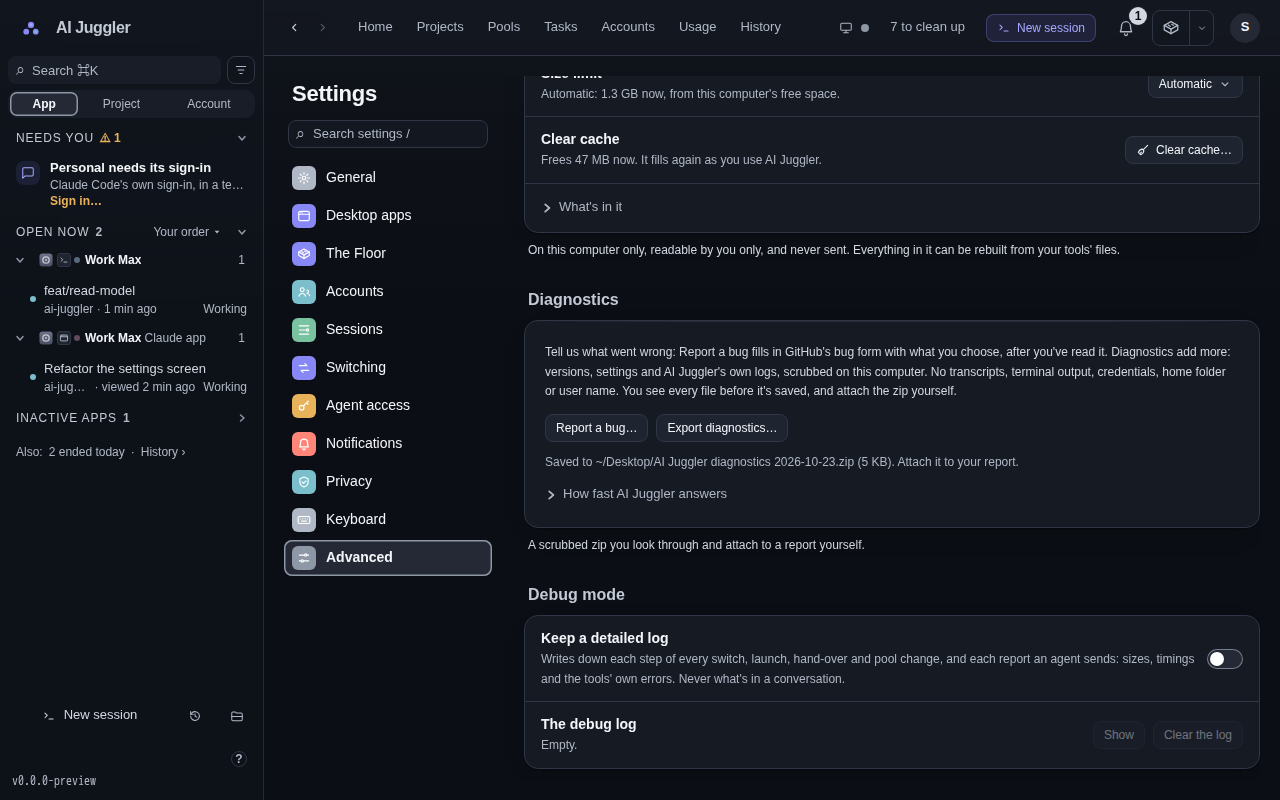 AI Juggler
Search ⌘K
App
Project
Account
NEEDS YOU 1
Personal needs its sign-in
Claude Code's own sign-in, in a te…
Sign in…
OPEN NOW 2
Your order
Work Max 1
feat/read-model
ai-juggler · 1 min ago Working
Work Max Claude app 1
Refactor the settings screen
ai-jug… · viewed 2 min ago Working
INACTIVE APPS 1
Also: 2 ended today · History ›
New session
?
v0.0.0-preview
Home
Projects
Pools
Tasks
Accounts
Usage
History
7 to clean up
New session
1
S
Settings
Search settings /
General
Desktop apps
The Floor
Accounts
Sessions
Switching
Agent access
Notifications
Privacy
Keyboard
Advanced
Automatic: 1.3 GB now, from this computer's free space.
Automatic
Clear cache
Frees 47 MB now. It fills again as you use AI Juggler.
Clear cache…
What's in it
On this computer only, readable by you only, and never sent. Everything in it can be rebuilt from your tools' files.
Diagnostics
Tell us what went wrong: Report a bug fills in GitHub's bug form with what you choose, after you've read it. Diagnostics add more:
versions, settings and AI Juggler's own logs, scrubbed on this computer. No transcripts, terminal output, credentials, home folder
or user name. You see every file before it's saved, and attach the zip yourself.
Report a bug…
Export diagnostics…
Saved to ~/Desktop/AI Juggler diagnostics 2026-10-23.zip (5 KB). Attach it to your report.
How fast AI Juggler answers
A scrubbed zip you look through and attach to a report yourself.
Debug mode
Keep a detailed log
Writes down each step of every switch, launch, hand-over and pool change, and each report an agent sends: sizes, timings
and the tools' own errors. Never what's in a conversation.
The debug log
Empty.
Show
Clear the log